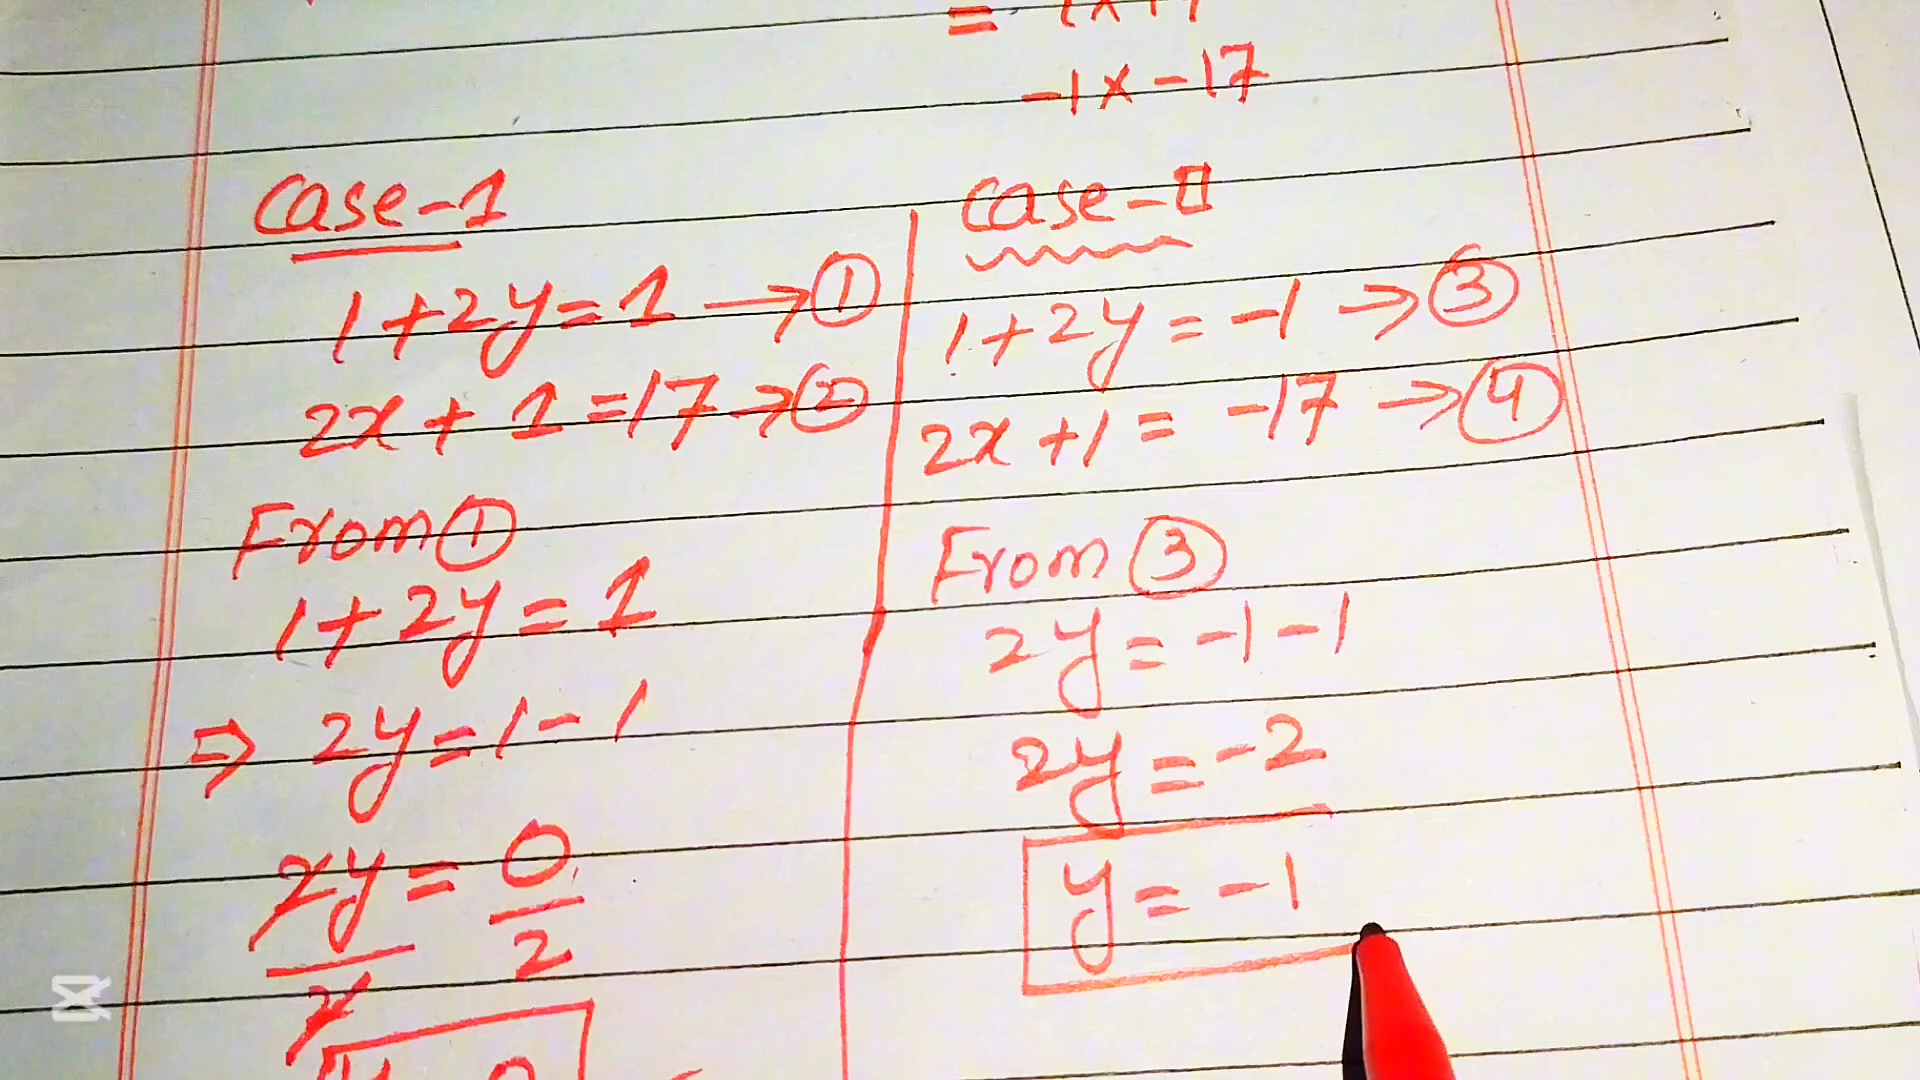 =
-1 x -17
Case-1
1+2y=1 → ①
2x + 1 =17 → ②
From ①
1+2y = 1
⇒ 2y=1-1
2y/2 = 0/2
Case-II
1+2y = -1 → ③
2x +1 = -17 → ④
From ③
2y = -1-1
2y = -2
y = -1